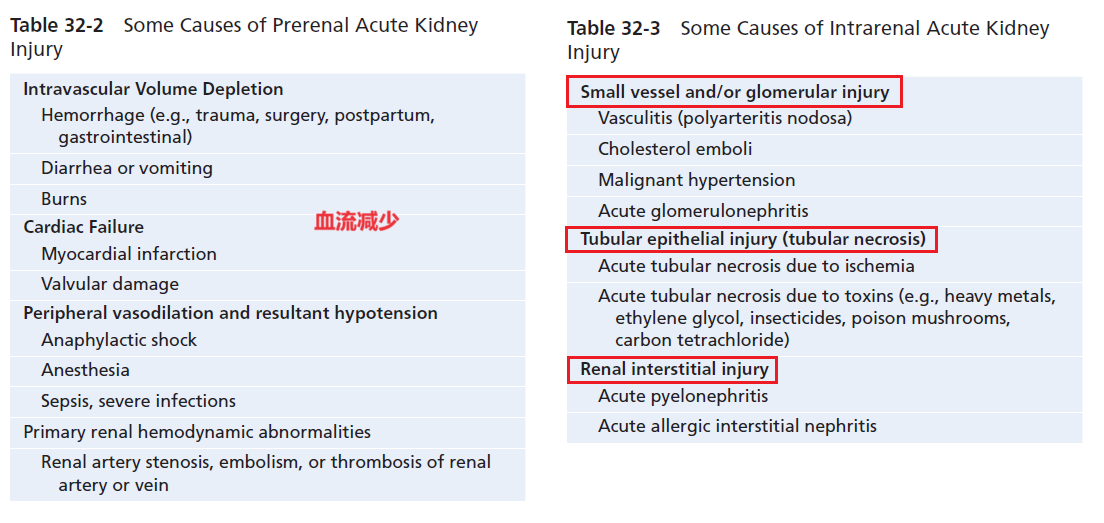 Table 32-2 Some Causes of Prerenal Acute Kidney
Injury
Intravascular Volume Depletion
Hemorrhage (e.g., trauma, surgery, postpartum,
gastrointestinal)
Diarrhea or vomiting
Burns
血流减少
Cardiac Failure
Myocardial infarction
Valvular damage
Peripheral vasodilation and resultant hypotension
Anaphylactic shock
Anesthesia
Sepsis, severe infections
Primary renal hemodynamic abnormalities
Renal artery stenosis, embolism, or thrombosis of renal
artery or vein
Table 32-3 Some Causes of Intrarenal Acute Kidney
Injury
Small vessel and/or glomerular injury
Vasculitis (polyarteritis nodosa)
Cholesterol emboli
Malignant hypertension
Acute glomerulonephritis
Tubular epithelial injury (tubular necrosis)
Acute tubular necrosis due to ischemia
Acute tubular necrosis due to toxins (e.g., heavy metals,
ethylene glycol, insecticides, poison mushrooms,
carbon tetrachloride)
Renal interstitial injury
Acute pyelonephritis
Acute allergic interstitial nephritis